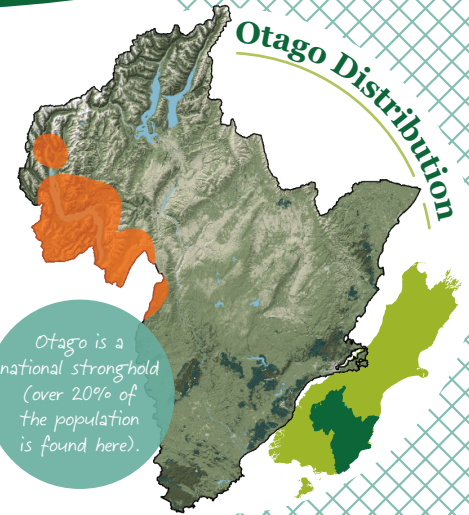 Otago Distribution
Otago is a
national stronghold
(over 20% of
the population
is found here).